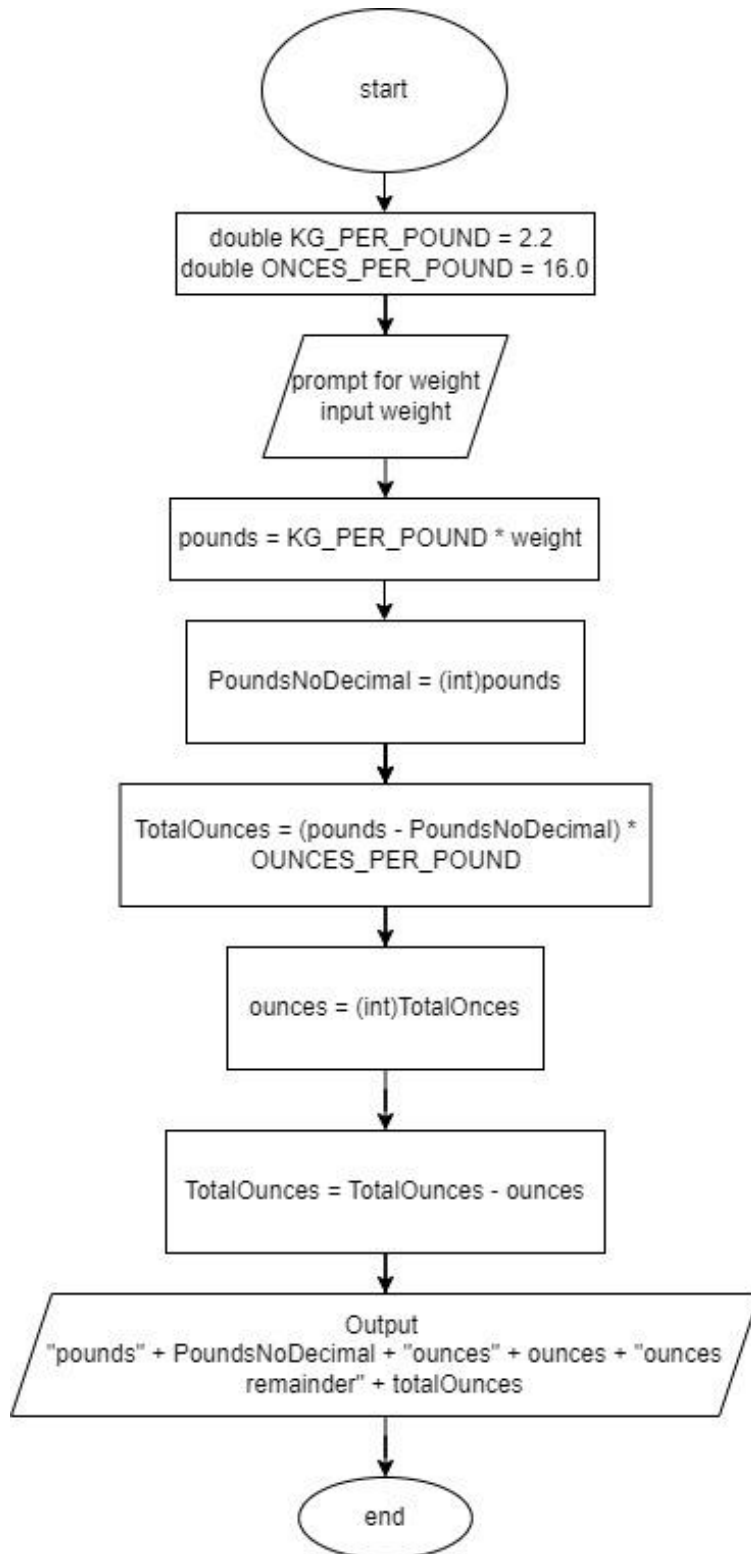 start
double KG_PER_POUND = 2.2
double ONCES_PER_POUND = 16.0
prompt for weight
input weight
pounds = KG_PER_POUND * weight
PoundsNoDecimal = (int)pounds
TotalOunces = (pounds - PoundsNoDecimal) *
OUNCES_PER_POUND
ounces = (int)TotalOnces
TotalOunces = TotalOunces - ounces
Output
"pounds" + PoundsNoDecimal + "ounces" + ounces + "ounces
remainder" + totalOunces
end